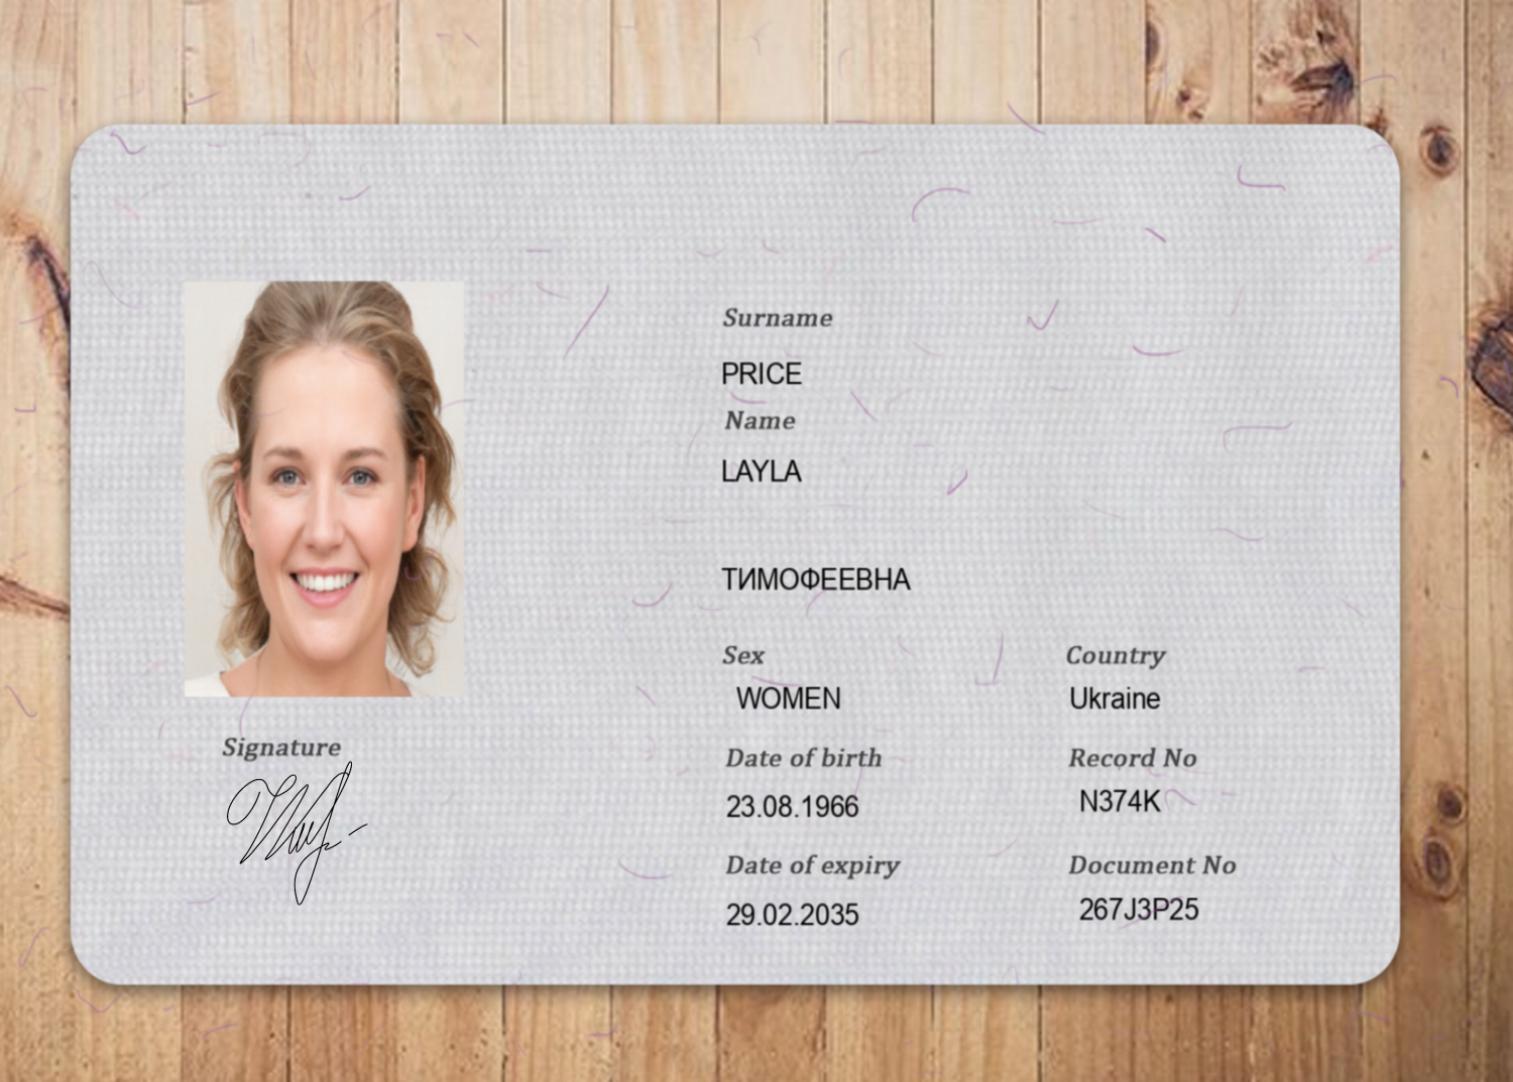 Surname
PRICE
Name
LAYLA
ТИМОФЕЕВНА
Sex
Country
WOMEN
Ukraine
Date of birth
Record No
23.08.1966
N374K
Date of expiry
Document No
29.02.2035
267J3P25
Signature